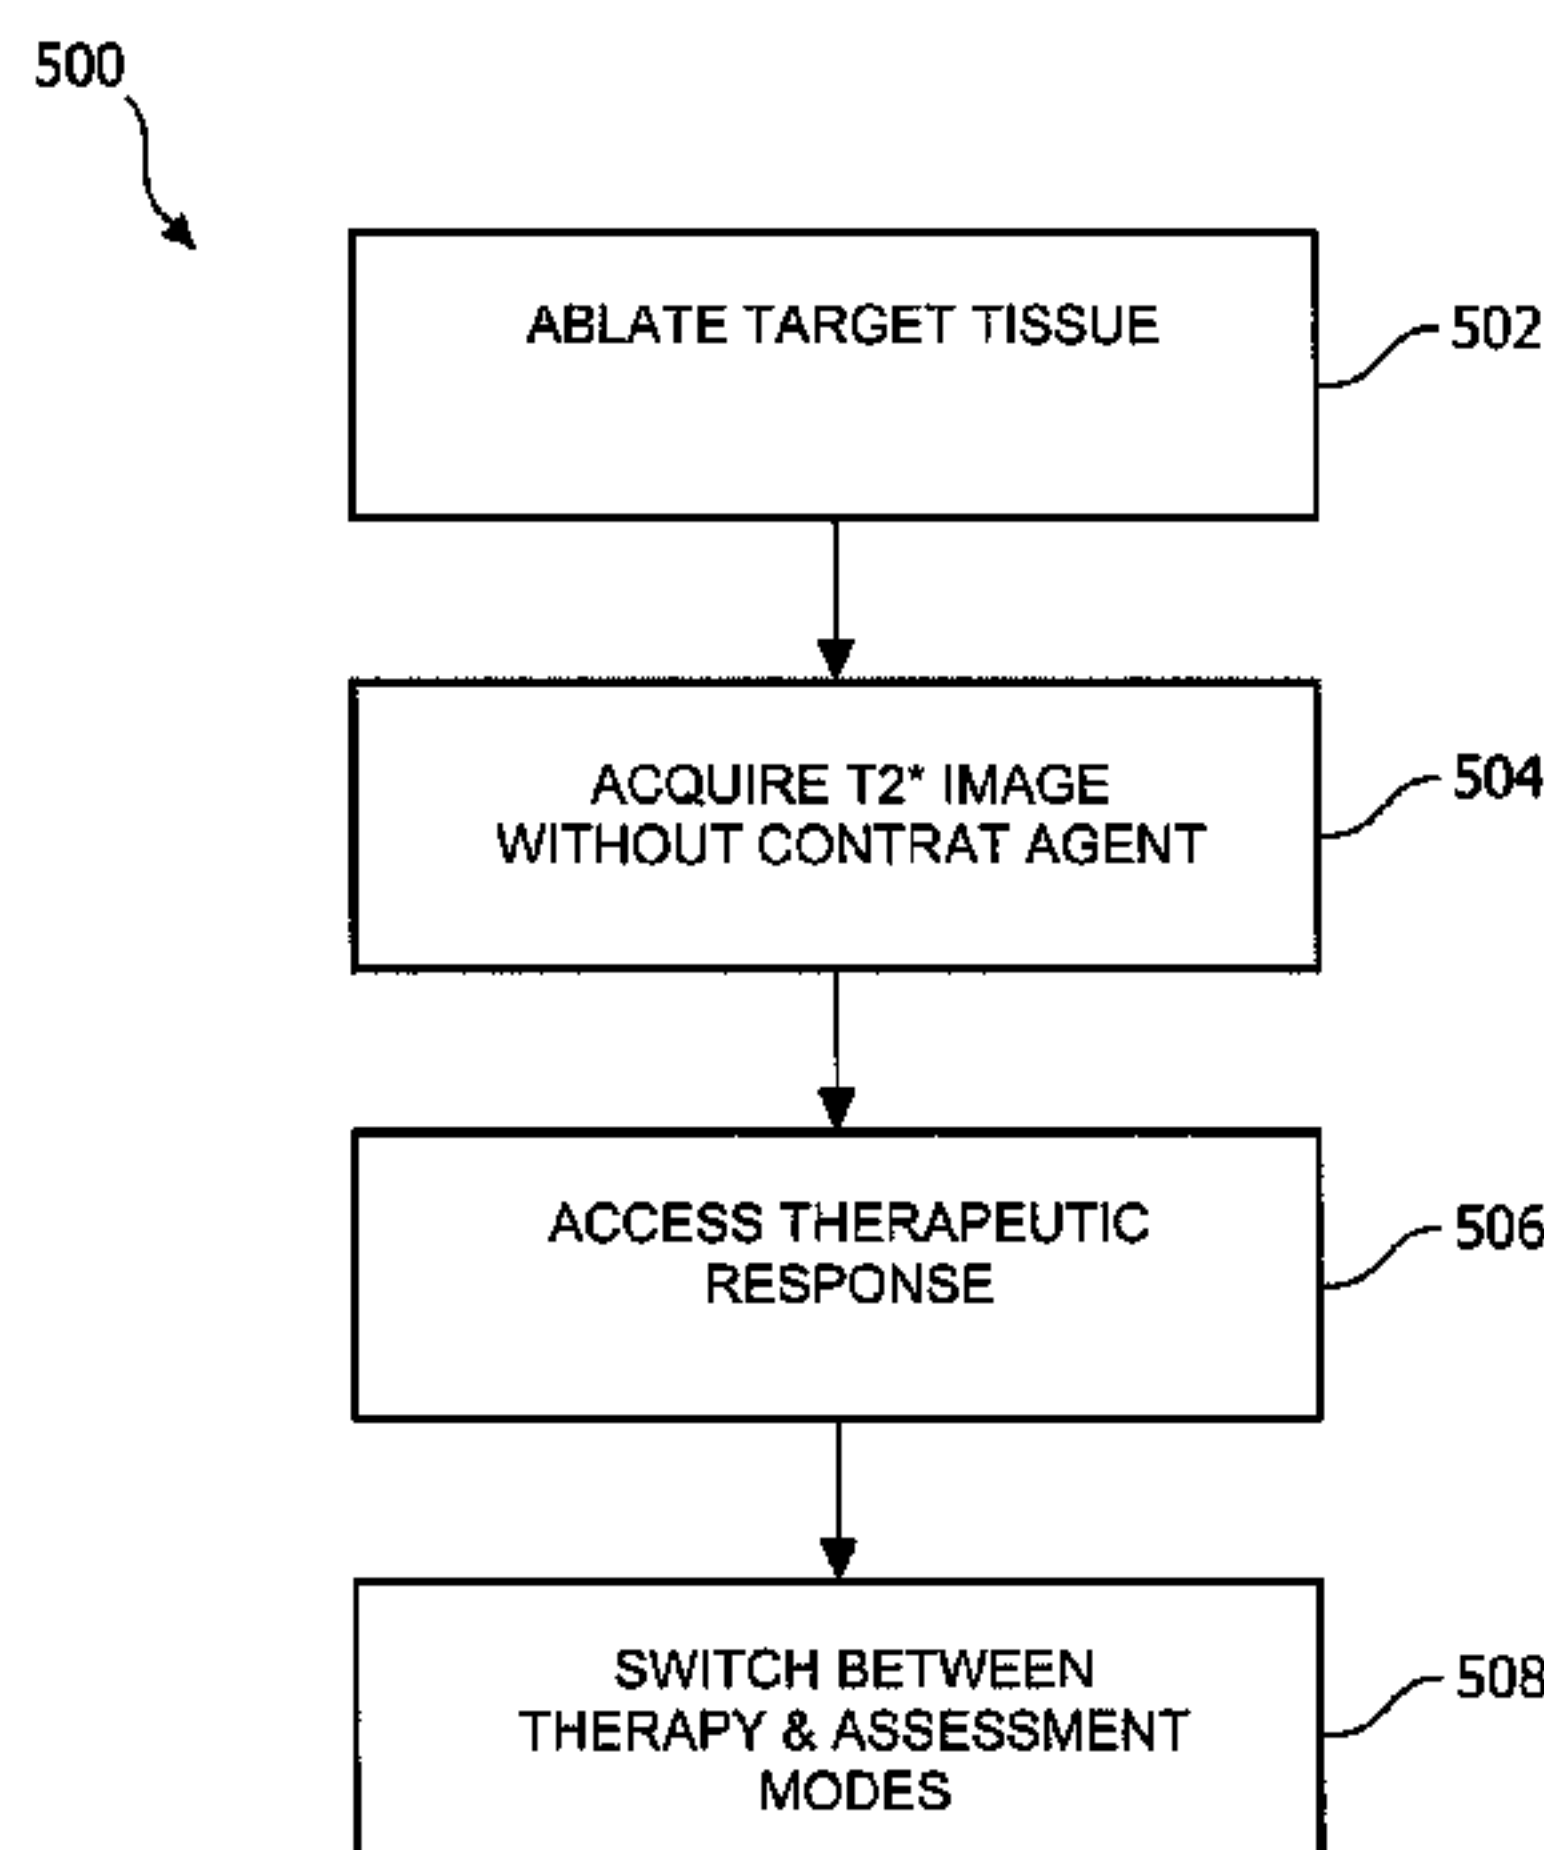 500
ABLATE TARGET TISSUE
502
ACQUIRE T2* IMAGE
WITHOUT CONTRAT AGENT
504
ACCESS THERAPEUTIC
RESPONSE
506
SWITCH BETWEEN
THERAPY & ASSESSMENT
MODES
508